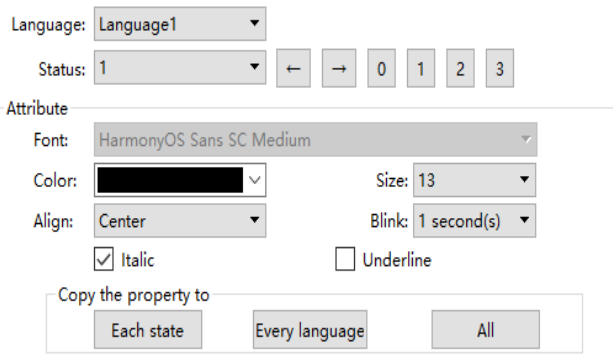 Language: Language1
Status: 1 ← → 0 1 2 3
Attribute
Font: HarmonyOS Sans SC Medium
Color: Size: 13
Align: Center Blink: 1 second(s)
Italic Underline
Copy the property to
Each state Every language All